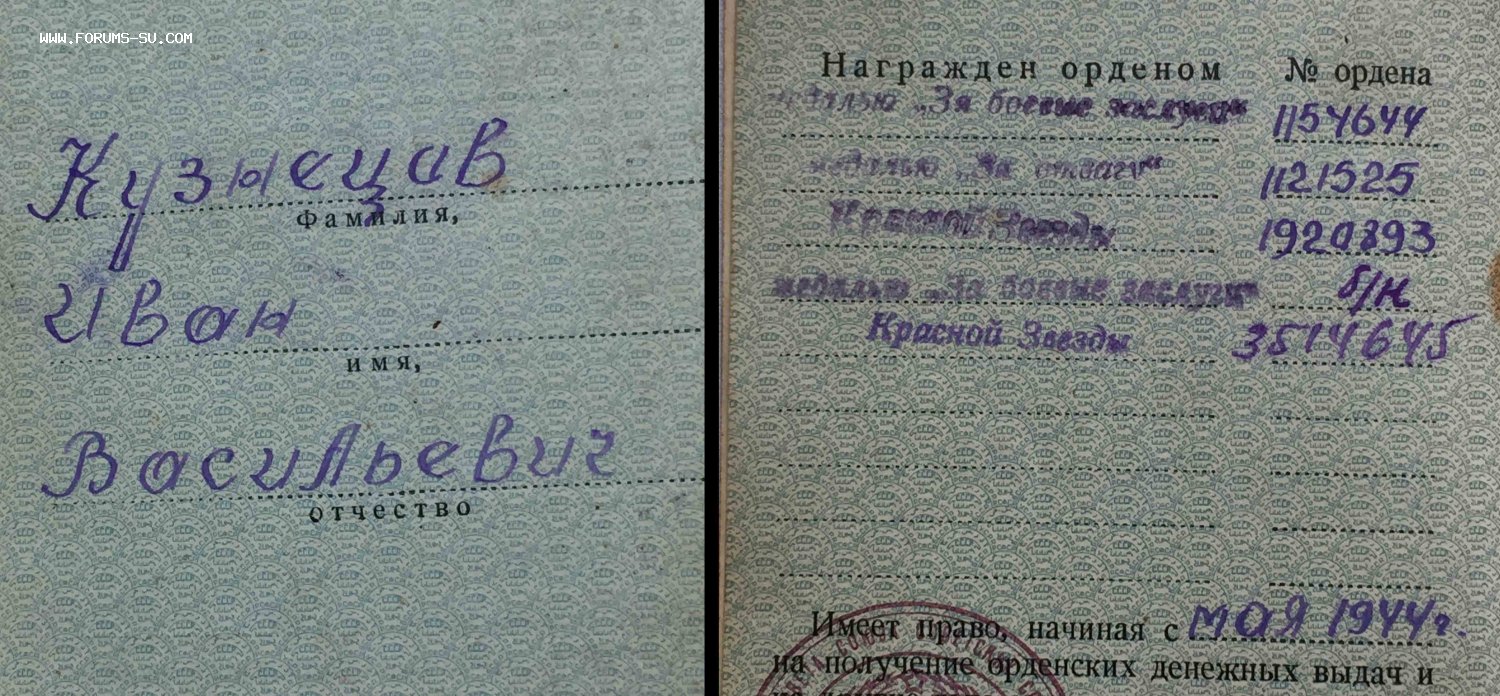 WWW.FORUMS-SU.COM
Кузнецов
фамилия,
Иван
имя,
Васильевич
отчество
Награжден орденом № ордена
медалью „За боевые заслуги“ 1154644
медалью „За отвагу“ 1121525
Красной Звезды 1920893
медалью „За боевые заслуги“ б/н
Красной Звезды 3514645
Имеет право, начиная с мая 1944г.
на получение орденских денежных выдач и